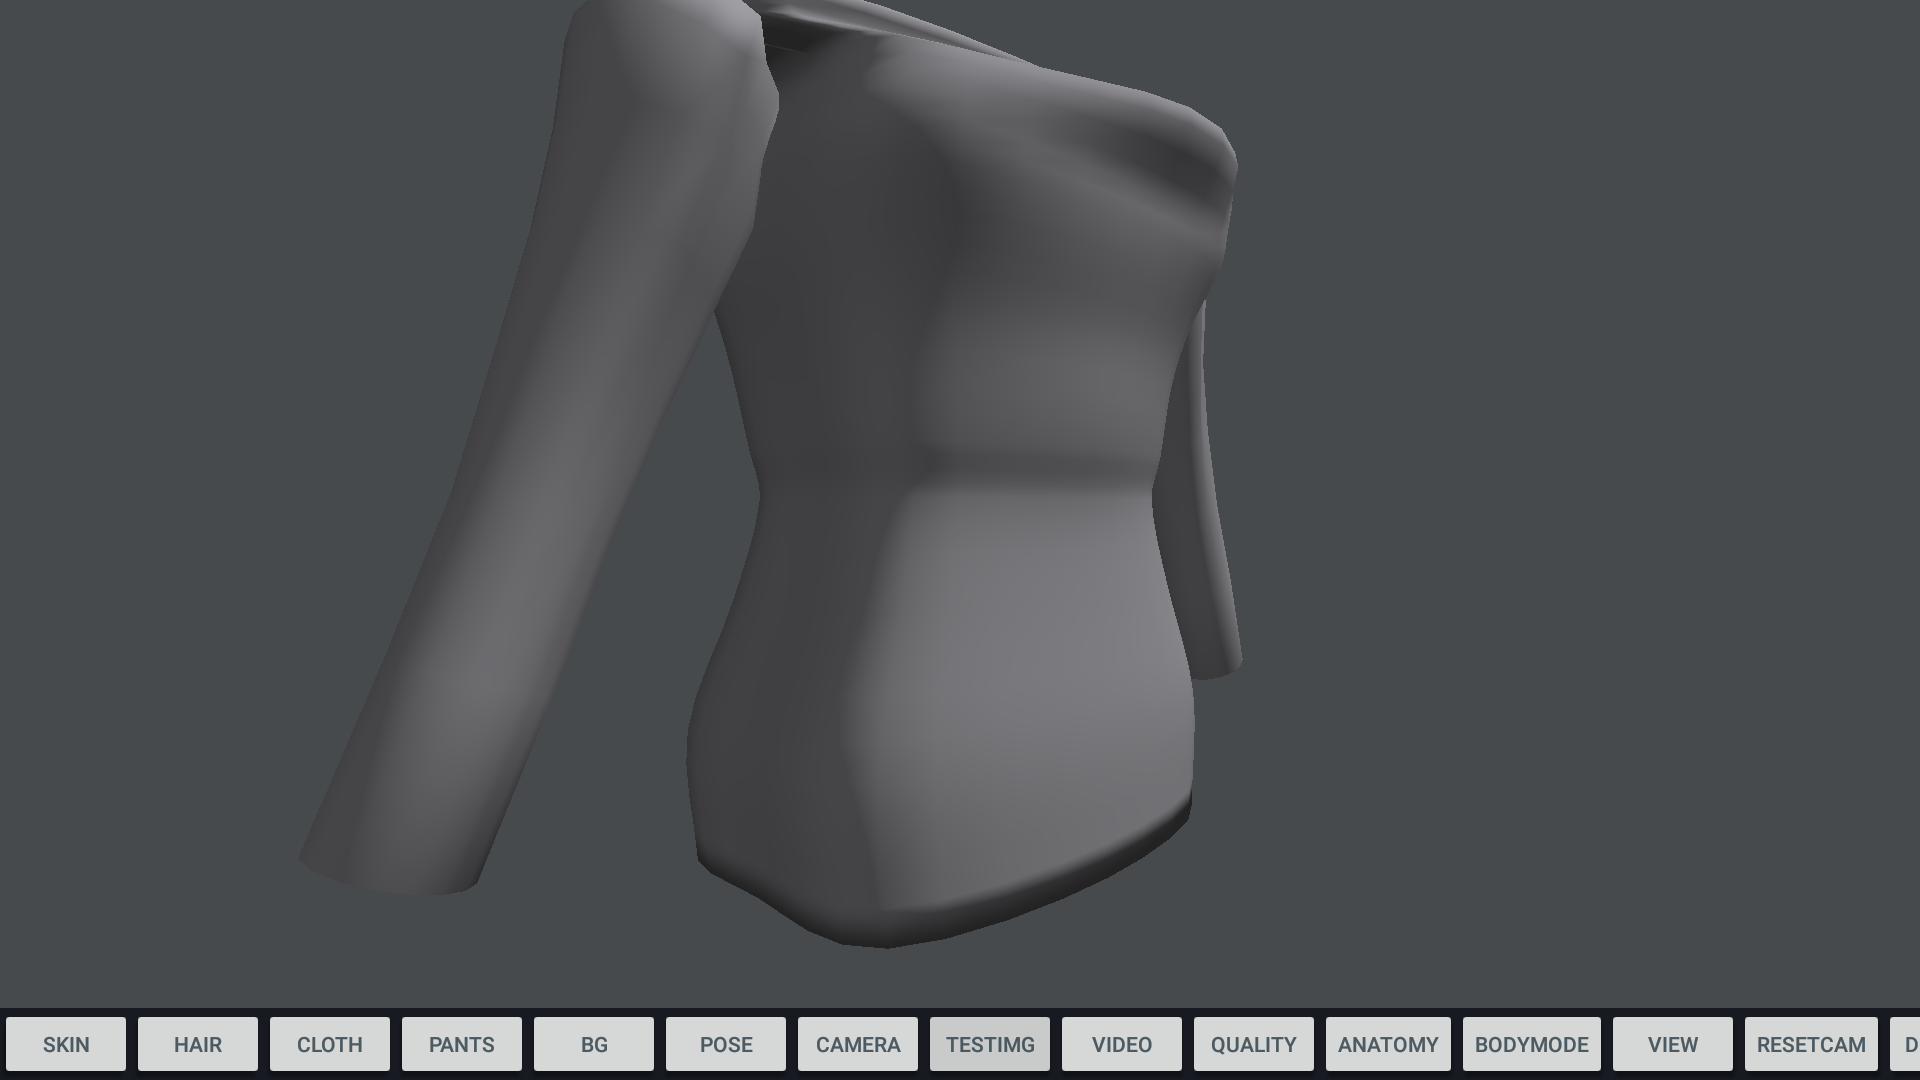 SKIN
HAIR
CLOTH
PANTS
BG
POSE
CAMERA
TESTIMG
VIDEO
QUALITY
ANATOMY
BODYMODE
VIEW
RESETCAM
D